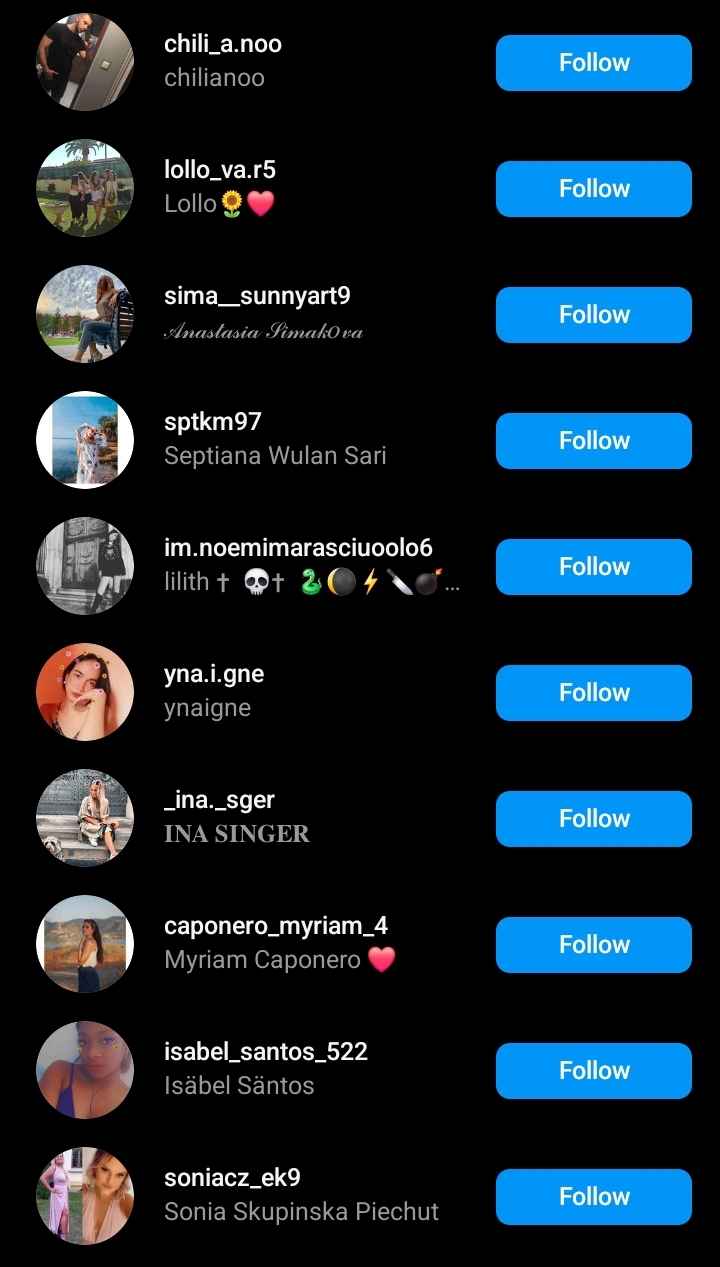 chili_a.noo
Follow
chilianoo
lollo_va.r5
Follow
Lollo🌻❤️
sima__sunnyart9
Follow
𝒜𝓃𝒶𝓈𝓉𝒶𝓈𝒾𝒶 𝒮𝒾𝓂𝒶𝓀𝑜𝓋𝒶
sptkm97
Follow
Septiana Wulan Sari
im.noemimarasciuoolo6
Follow
lilith ✝ 💀✝ 🐍🌘⚡🔪💣...
yna.i.gne
Follow
ynaigne
_ina._sger
Follow
𝐈𝐍𝐀 𝐒𝐈𝐍𝐆𝐄𝐑
caponero_myriam_4
Follow
Myriam Caponero ❤️
isabel_santos_522
Follow
Isäbel Säntos
soniacz_ek9
Follow
Sonia Skupinska Piechut